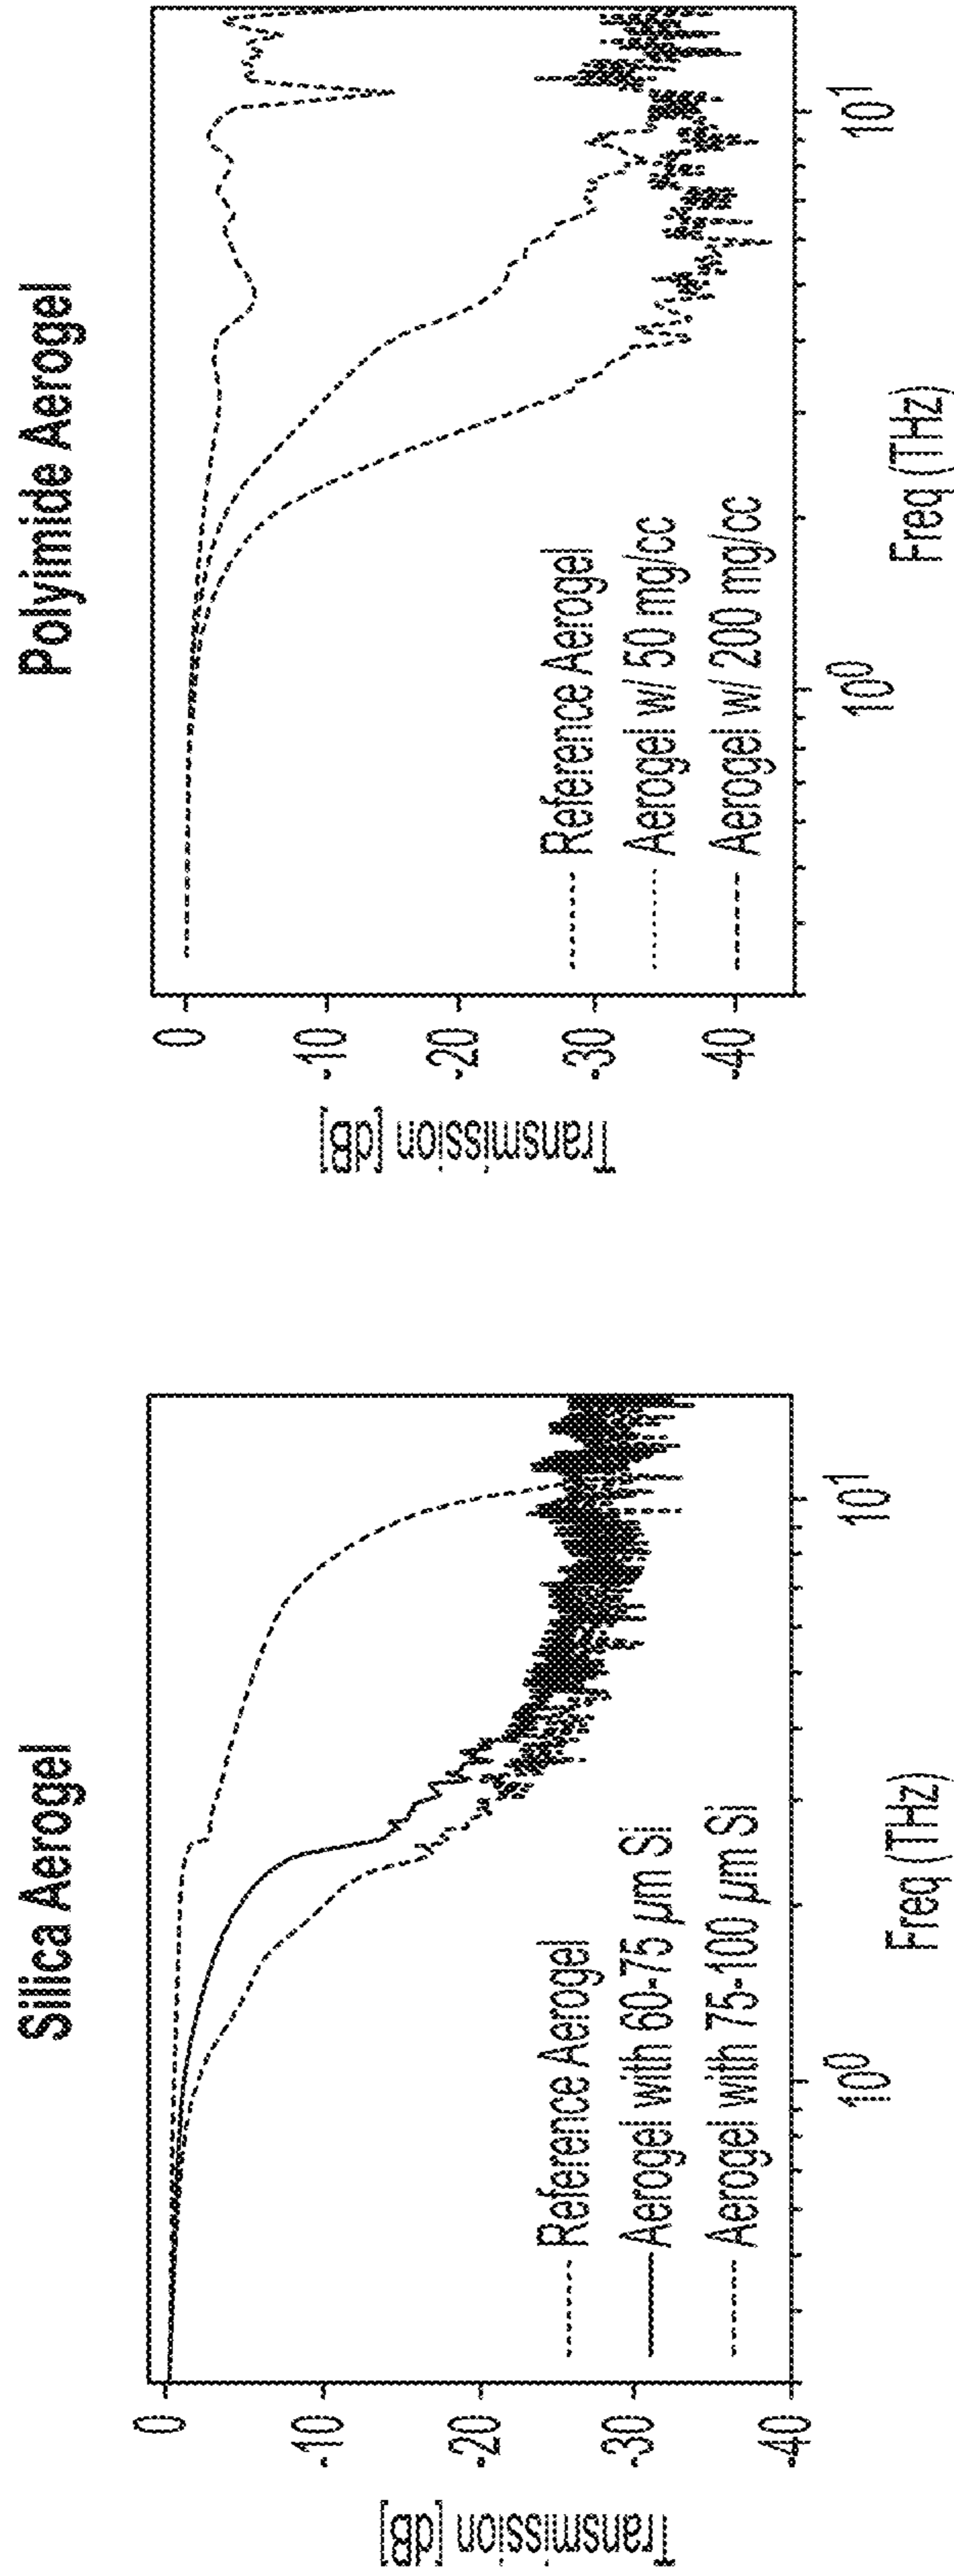 Silica Aerogel
Transmission [dB]
0
-10
-20
-30
-40
Reference Aerogel
Aerogel with 60-75 µm Si
Aerogel with 75-100 µm Si
10⁰
10¹
Freq (THz)
Polyimide Aerogel
Transmission [dB]
0
-10
-20
-30
-40
Reference Aerogel
Aerogel w/ 50 mg/cc
Aerogel w/ 200 mg/cc
10⁰
10¹
Freq (THz)